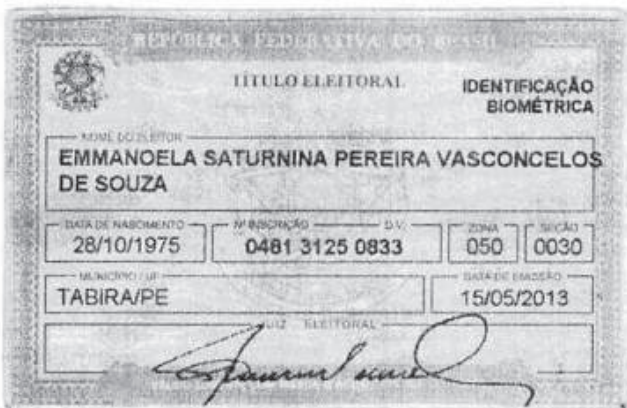 REPÚBLICA FEDERATIVA DO BRASIL
TITULO ELEITORAL
IDENTIFICAÇÃO
BIOMÉTRICA
NOME DO ELEITOR
EMMANOELA SATURNINA PEREIRA VASCONCELOS
DE SOUZA
DATA DE NASCIMENTO Nº INSCRIÇÃO D.V. ZONA SEÇÃO
28/10/1975 0481 3125 0833 050 0030
MUNICÍPIO / UF DATA DE EMISSÃO
TABIRA/PE 15/05/2013
JUIZ ELEITORAL